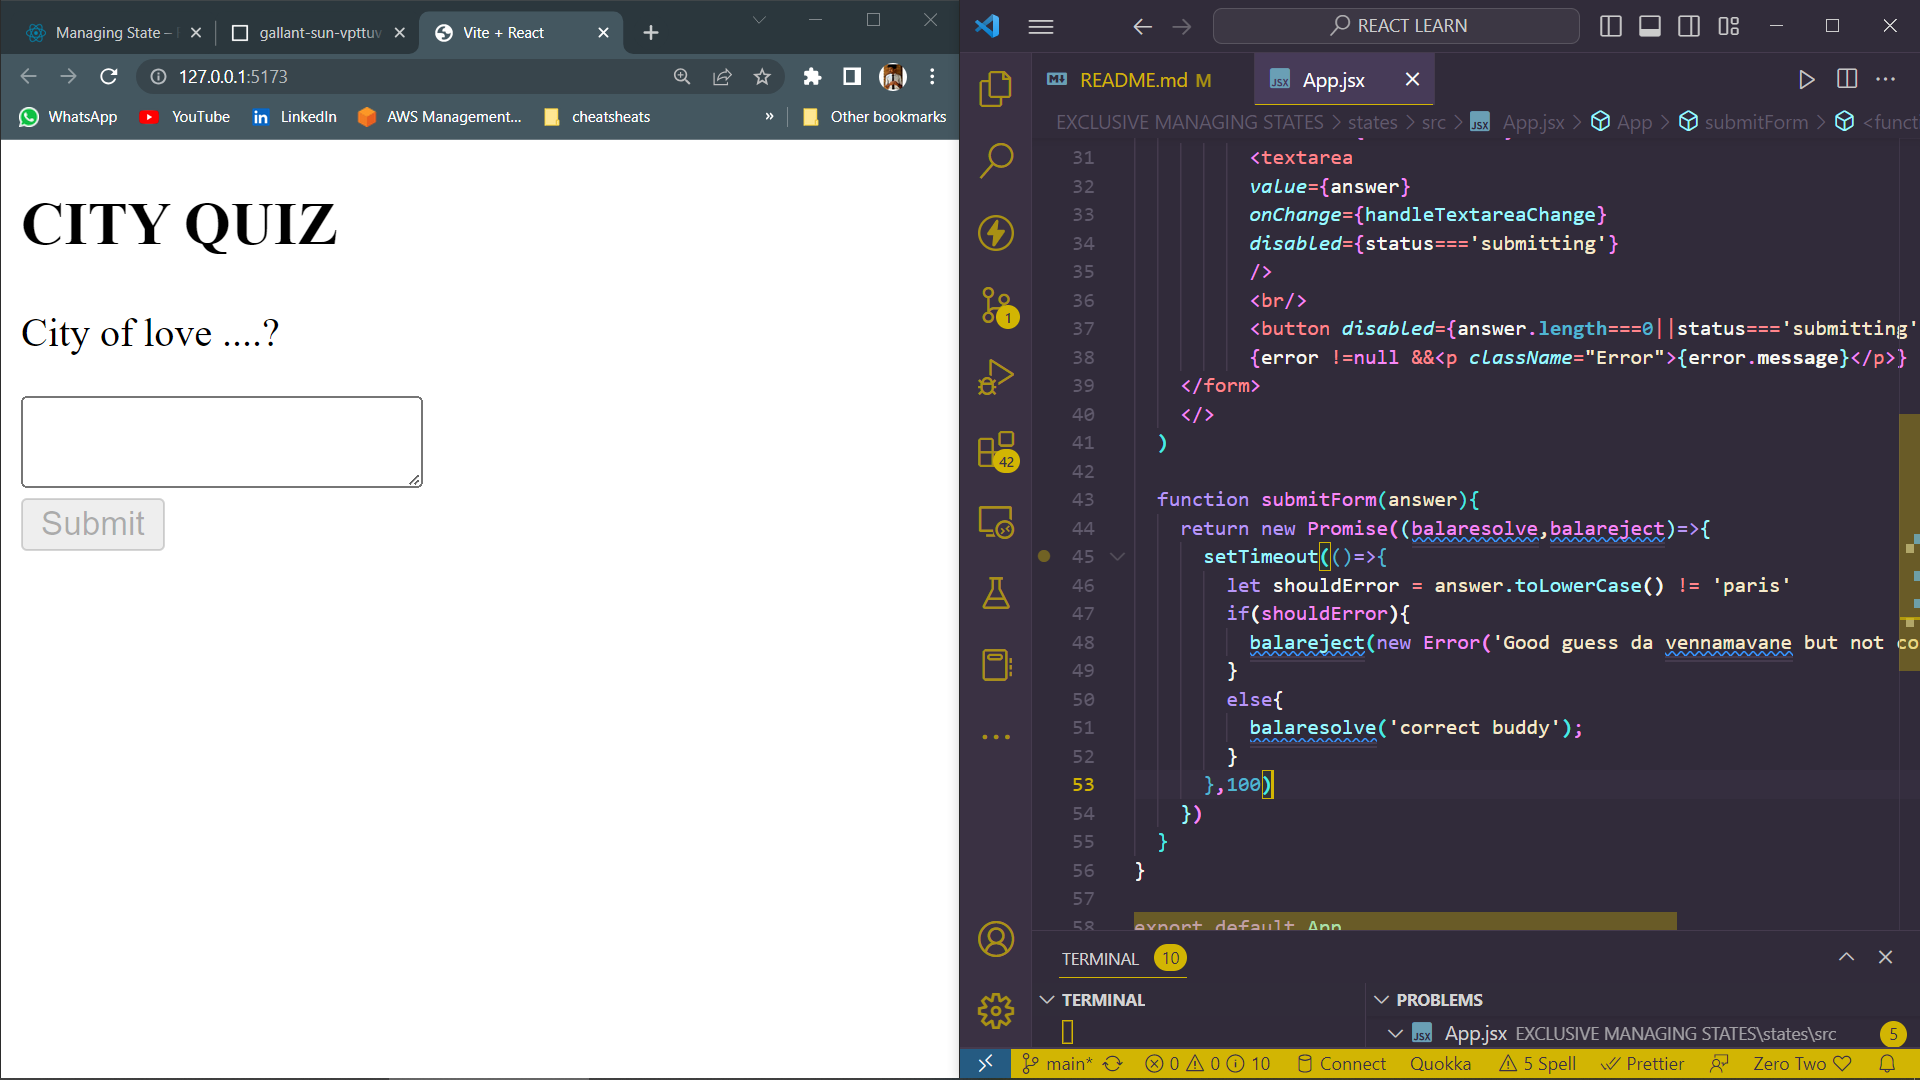 Managing State –
gallant-sun-vpttuv
Vite + React
127.0.0.1:5173
WhatsApp
YouTube
LinkedIn
AWS Management...
cheatsheats
»
Other bookmarks
CITY QUIZ
City of love ....?
Submit
REACT LEARN
README.md M
App.jsx
EXCLUSIVE MANAGING STATES > states > src > App.jsx > App > submitForm > <functi
31 <textarea
32 value={answer}
33 onChange={handleTextareaChange}
34 disabled={status==='submitting'}
35 />
36 <br/>
37 <button disabled={answer.length===0||status==='submitting'
38 {error !=null &&<p className="Error">{error.message}</p>}
39 </form>
40 </>
41 )
42
43 function submitForm(answer){
44 return new Promise((balaresolve,balareject)=>{
45 setTimeout(()=>{
46 let shouldError = answer.toLowerCase() != 'paris'
47 if(shouldError){
48 balareject(new Error('Good guess da vennamavane but not co
49 }
50 else{
51 balaresolve('correct buddy');
52 }
53 },100)
54 })
55 }
56 }
57
58 export default App
1
42
TERMINAL 10
TERMINAL
PROBLEMS
App.jsx EXCLUSIVE MANAGING STATES\states\src 5
main* 0 0 10 Connect Quokka 5 Spell Prettier Zero Two